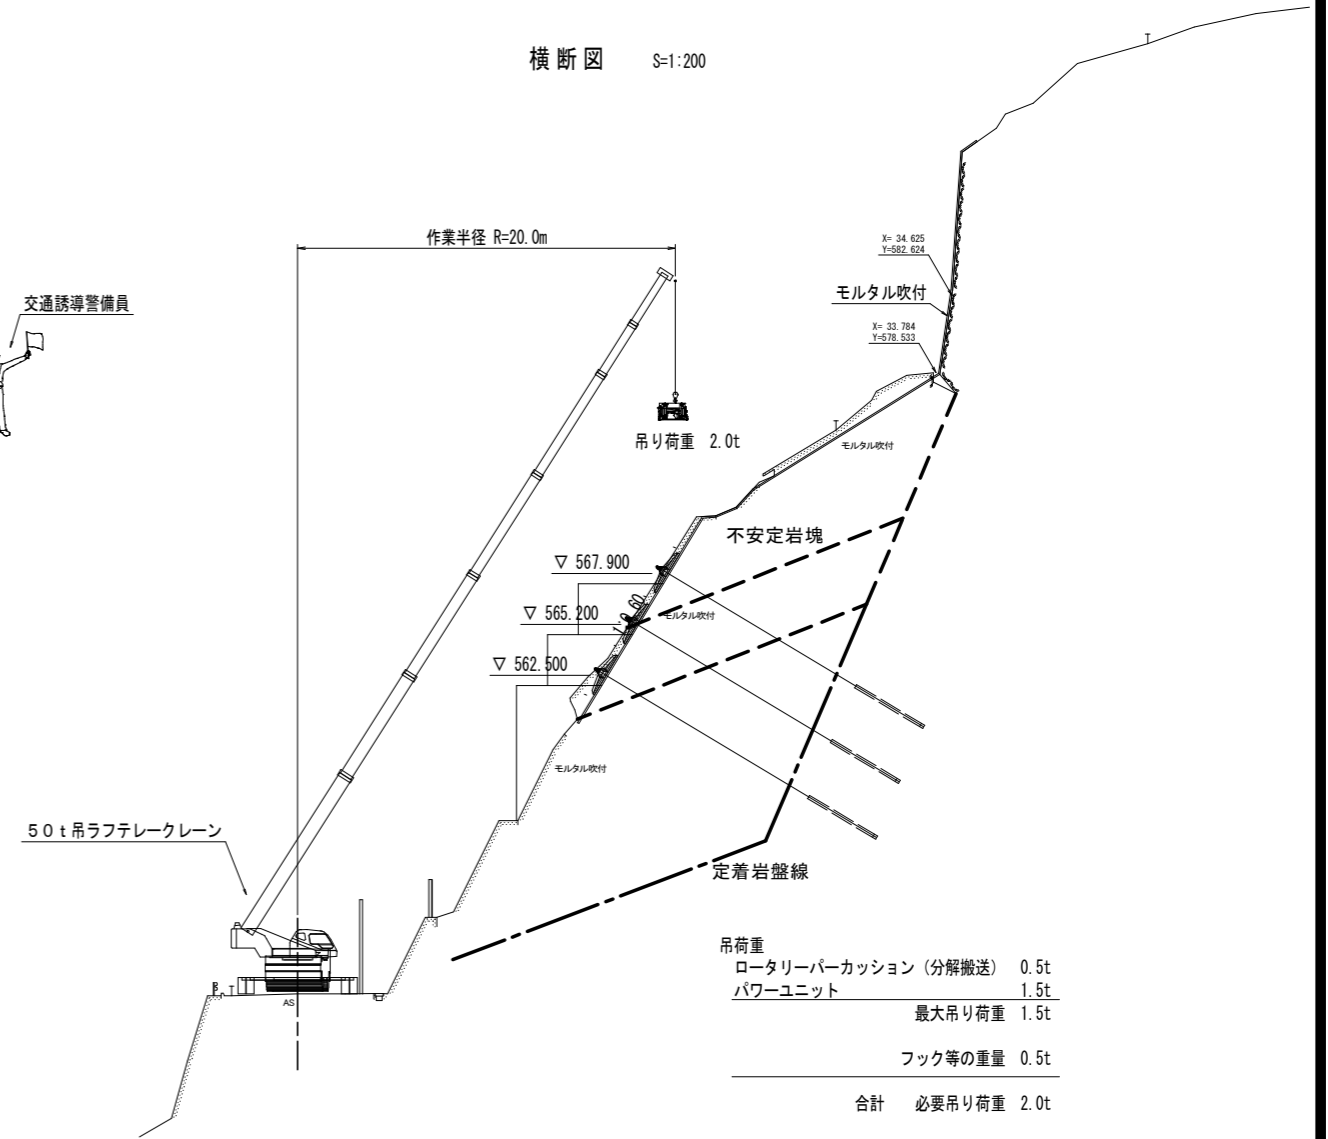 横断図 S=1:200
作業半径 R=20.0m
X= 34.625
Y=582.624
モルタル吹付
交通誘導警備員
X= 33.784
Y=578.533
吊り荷重 2.0t
モルタル吹付
不安定岩塊
▽ 567.900
▽ 565.200
モルタル吹付
▽ 562.500
モルタル吹付
50t吊ラフテレークレーン
定着岩盤線
吊荷重
ロータリーパーカッション（分解搬送） 0.5t
パワーユニット 1.5t
最大吊り荷重 1.5t
フック等の重量 0.5t
合計 必要吊り荷重 2.0t
AS